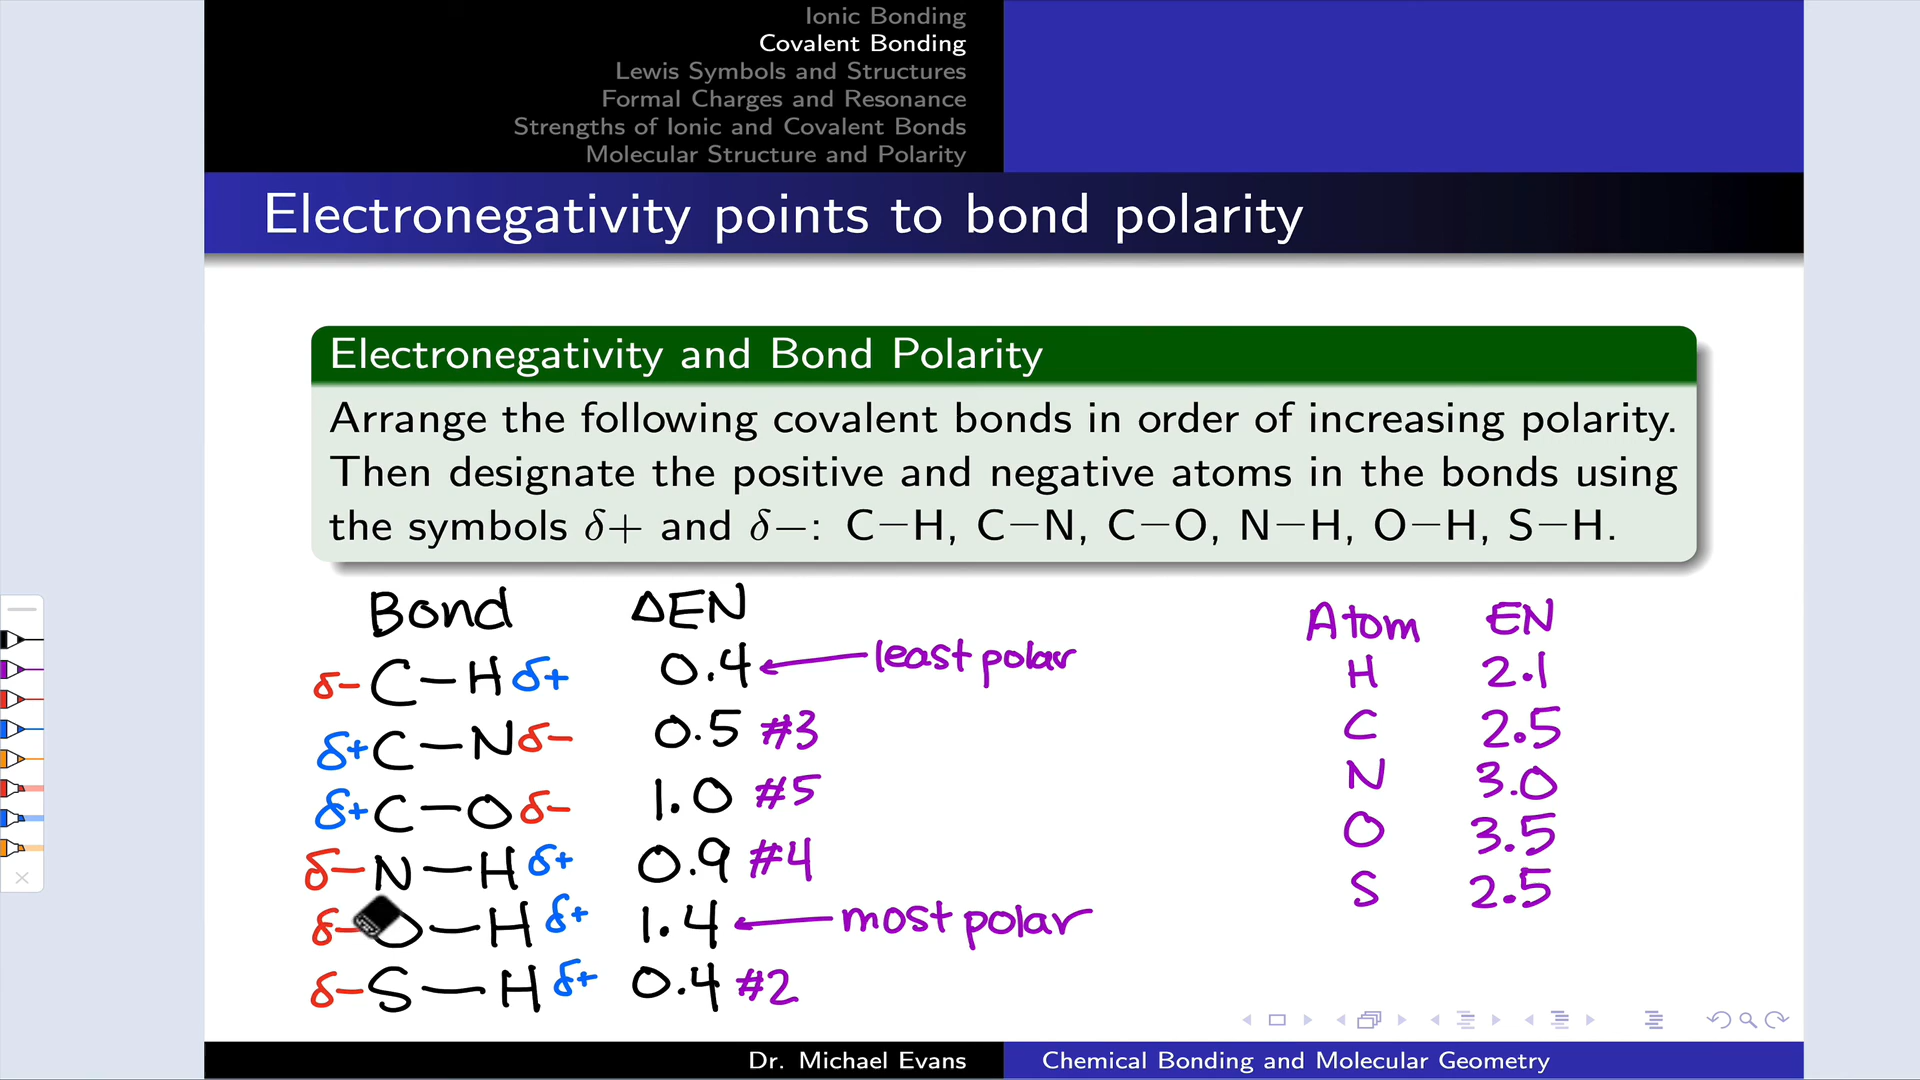 Ionic Bonding
Covalent Bonding
Lewis Symbols and Structures
Formal Charges and Resonance
Strengths of Ionic and Covalent Bonds
Molecular Structure and Polarity
Electronegativity points to bond polarity
Electronegativity and Bond Polarity
Arrange the following covalent bonds in order of increasing polarity.
Then designate the positive and negative atoms in the bonds using
the symbols δ+ and δ−: C−H, C−N, C−O, N−H, O−H, S−H.
Bond ΔEN
δ− C − H δ+ 0.4 ← least polar
δ+ C − N δ− 0.5 #3
δ+ C − O δ− 1.0 #5
δ− N − H δ+ 0.9 #4
δ− O − H δ+ 1.4 ← most polar
δ− S − H δ+ 0.4 #2
Atom EN
H 2.1
C 2.5
N 3.0
O 3.5
S 2.5
Dr. Michael Evans
Chemical Bonding and Molecular Geometry